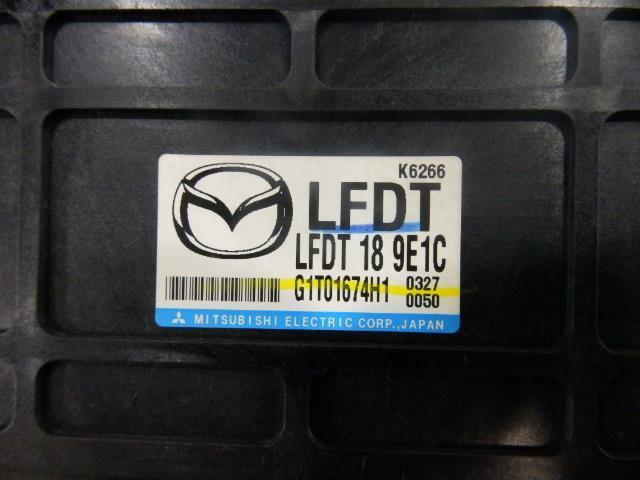 K6266
LFDT
LFDT 18 9E1C
G1T01674H1 0327
0050
MITSUBISHI ELECTRIC CORP.,JAPAN